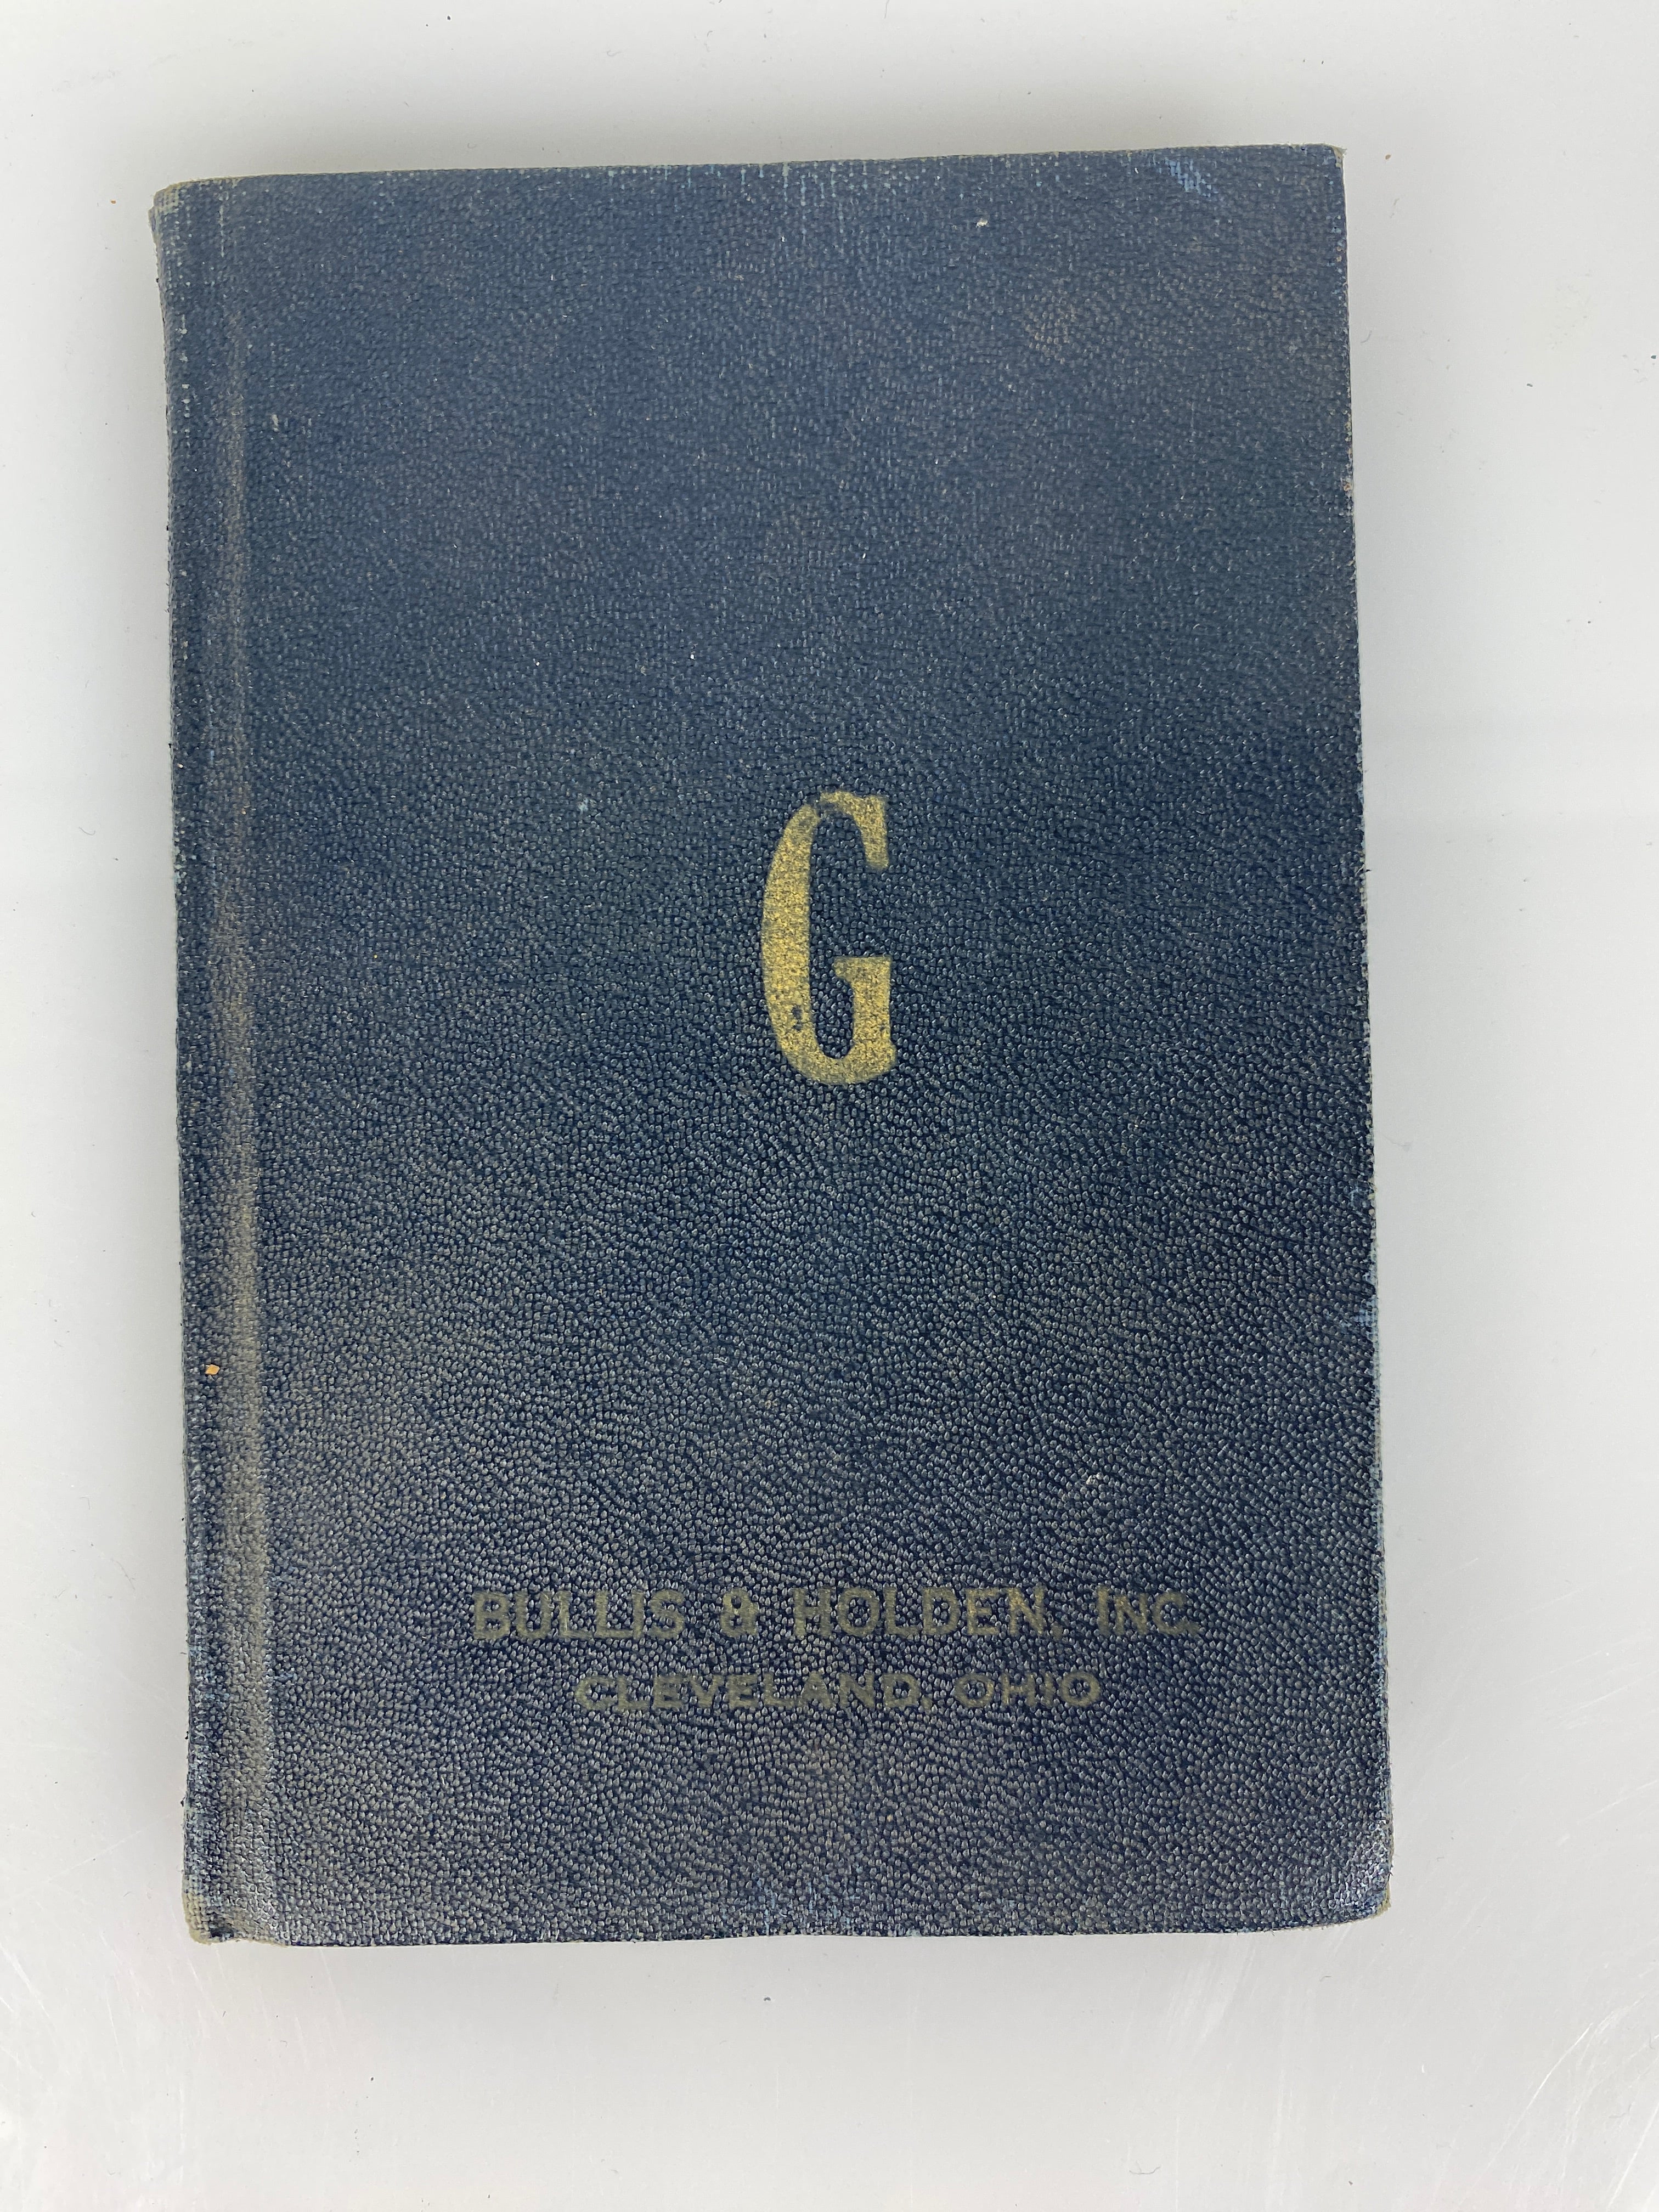 G
BULLIS & HOLDEN, INC.
CLEVELAND, OHIO